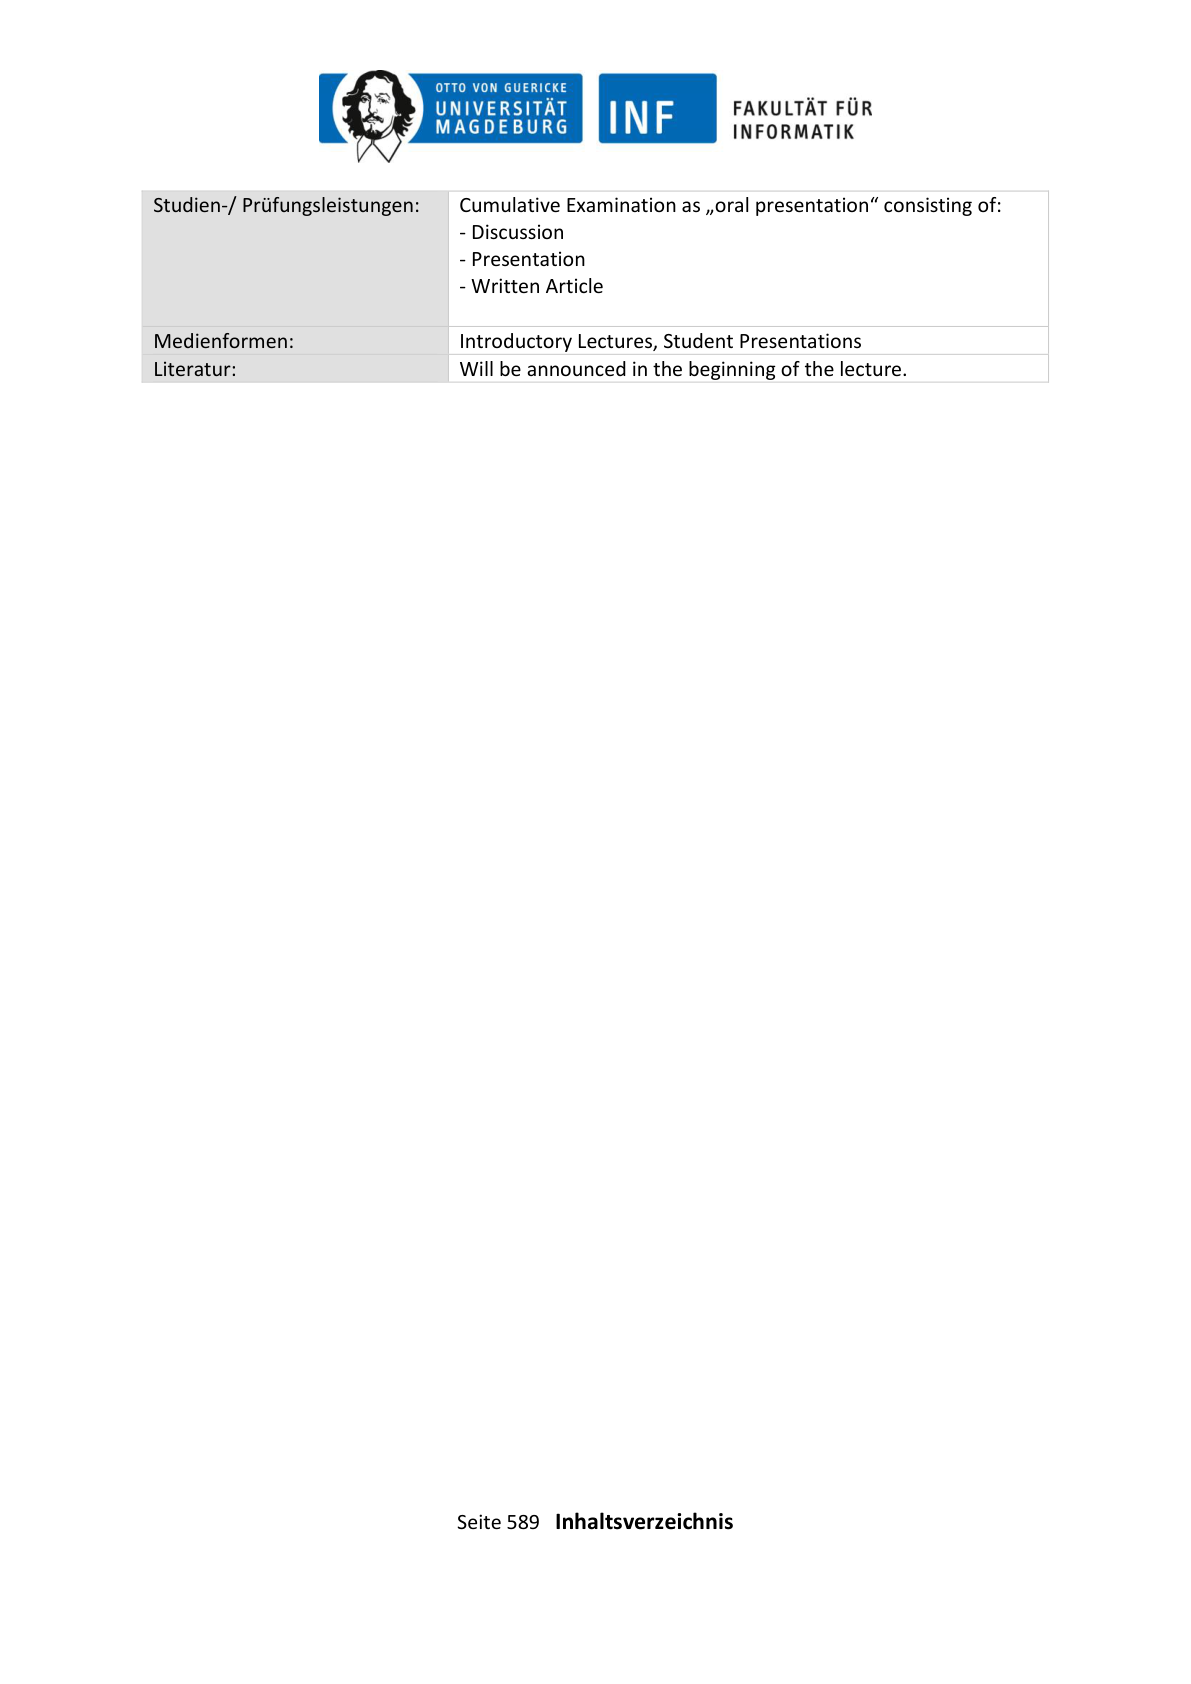 OTTO VON GUERICKE
UNIVERSITÄT
MAGDEBURG
INF
FAKULTÄT FÜR
INFORMATIK
Studien-/ Prüfungsleistungen:
Cumulative Examination as „oral presentation“ consisting of:
- Discussion
- Presentation
- Written Article
Medienformen:
Introductory Lectures, Student Presentations
Literatur:
Will be announced in the beginning of the lecture.
Seite 589 Inhaltsverzeichnis